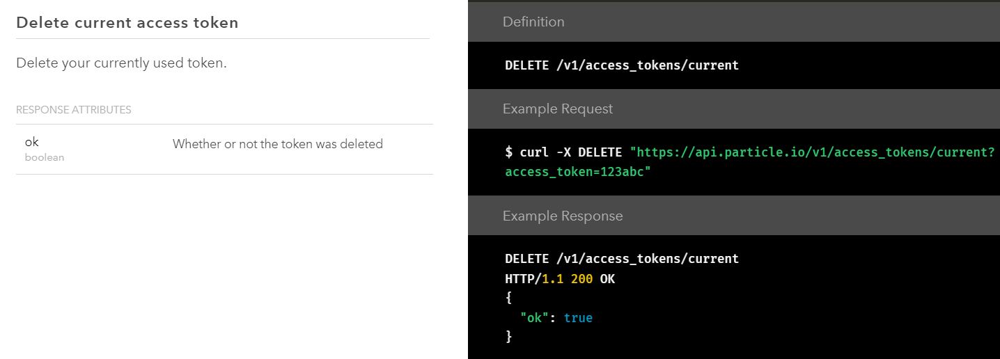 Delete current access token
Delete your currently used token.
RESPONSE ATTRIBUTES
ok
boolean
Whether or not the token was deleted
Definition
DELETE /v1/access_tokens/current
Example Request
$ curl -X DELETE "https://api.particle.io/v1/access_tokens/current?
access_token=123abc"
Example Response
DELETE /v1/access_tokens/current
HTTP/1.1 200 OK
{
  "ok": true
}